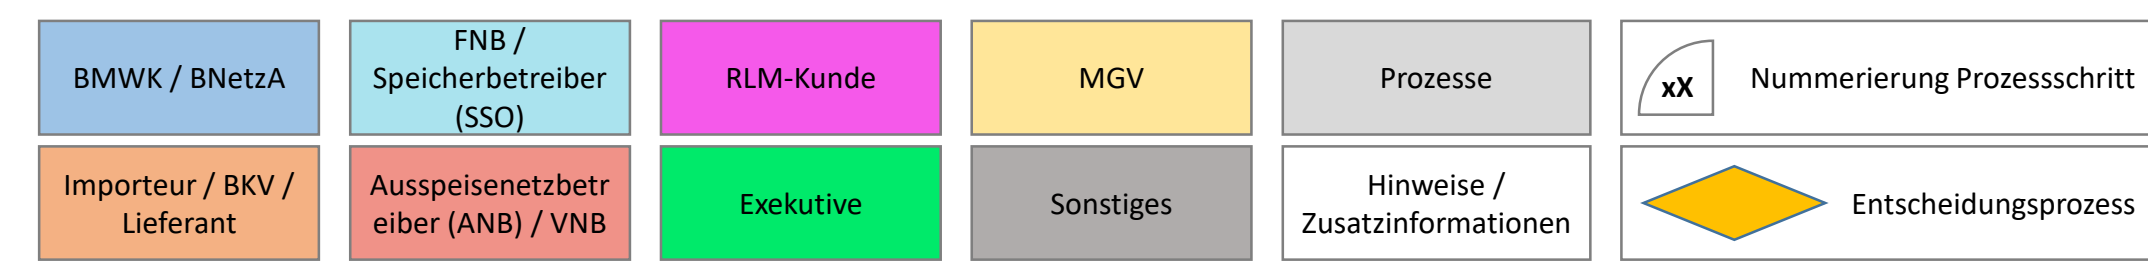 BMWK / BNetzA
FNB /
Speicherbetreiber
(SSO)
RLM-Kunde
MGV
Prozesse
xX
Nummerierung Prozessschritt
Importeur / BKV /
Lieferant
Ausspeisenetzbetr
eiber (ANB) / VNB
Exekutive
Sonstiges
Hinweise /
Zusatzinformationen
Entscheidungsprozess